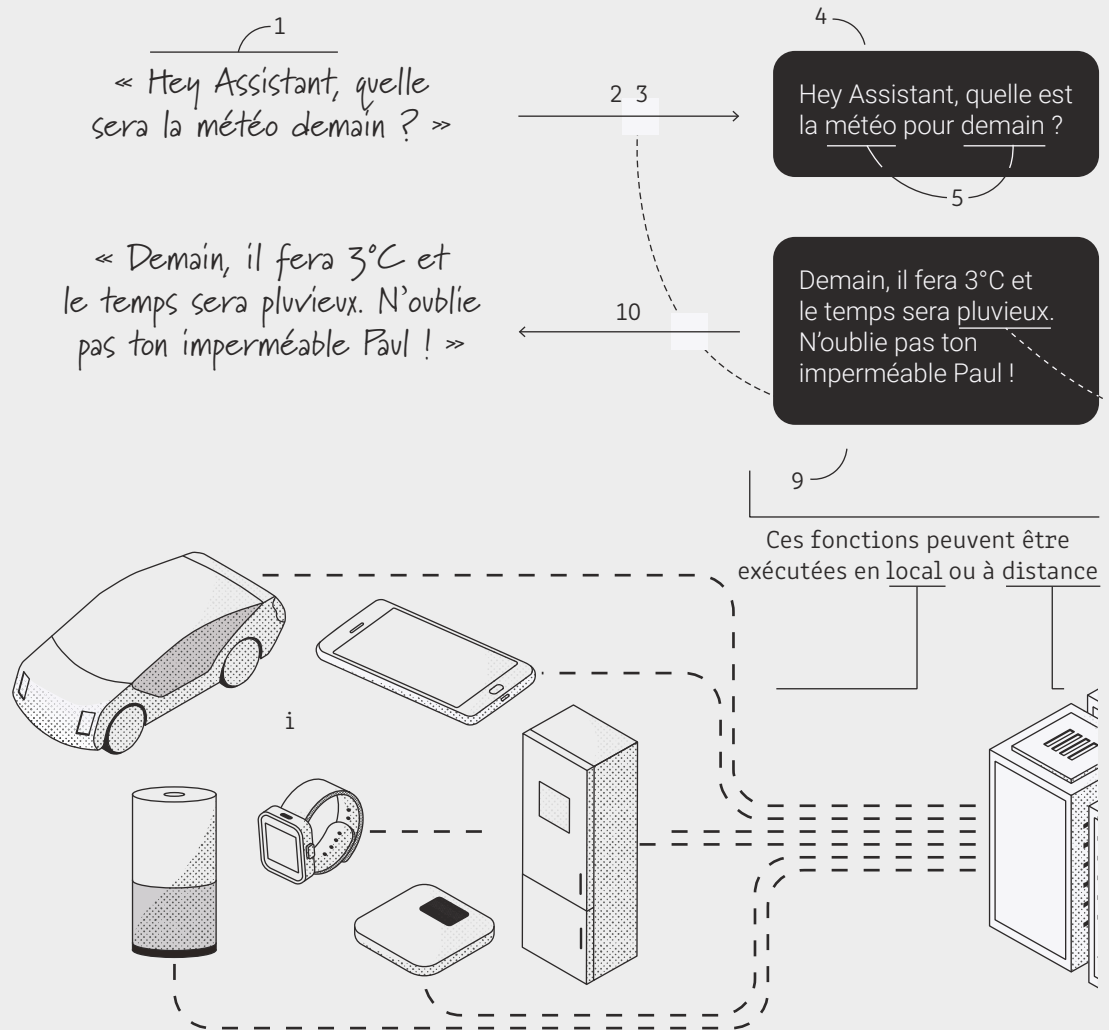 1
« Hey Assistant, quelle
sera la météo demain ? »
2 3
4
Hey Assistant, quelle est
la météo pour demain ?
5
« Demain, il fera 3°C et
le temps sera pluvieux. N'oublie
pas ton imperméable Paul ! »
10
Demain, il fera 3°C et
le temps sera pluvieux.
N'oublie pas ton
imperméable Paul !
9
Ces fonctions peuvent être
exécutées en local ou à distance
i